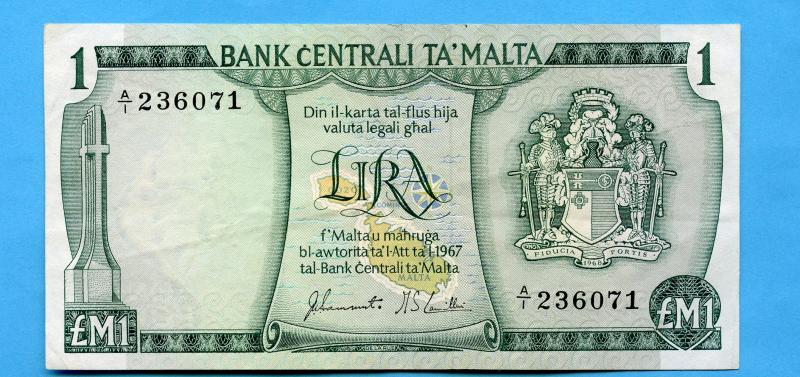 1 BANK ĊENTRALI TA' MALTA 1
A/1 236071
Din il-karta tal-flus hija
valuta legali għal
LIRA
f'Malta u maħruġa
bl-awtorità ta' l-Att ta' l-1967
tal-Bank Ċentrali ta' Malta
MALTA
FIDUCIA FORTIS
1968
A/1 236071
£M1
£M1